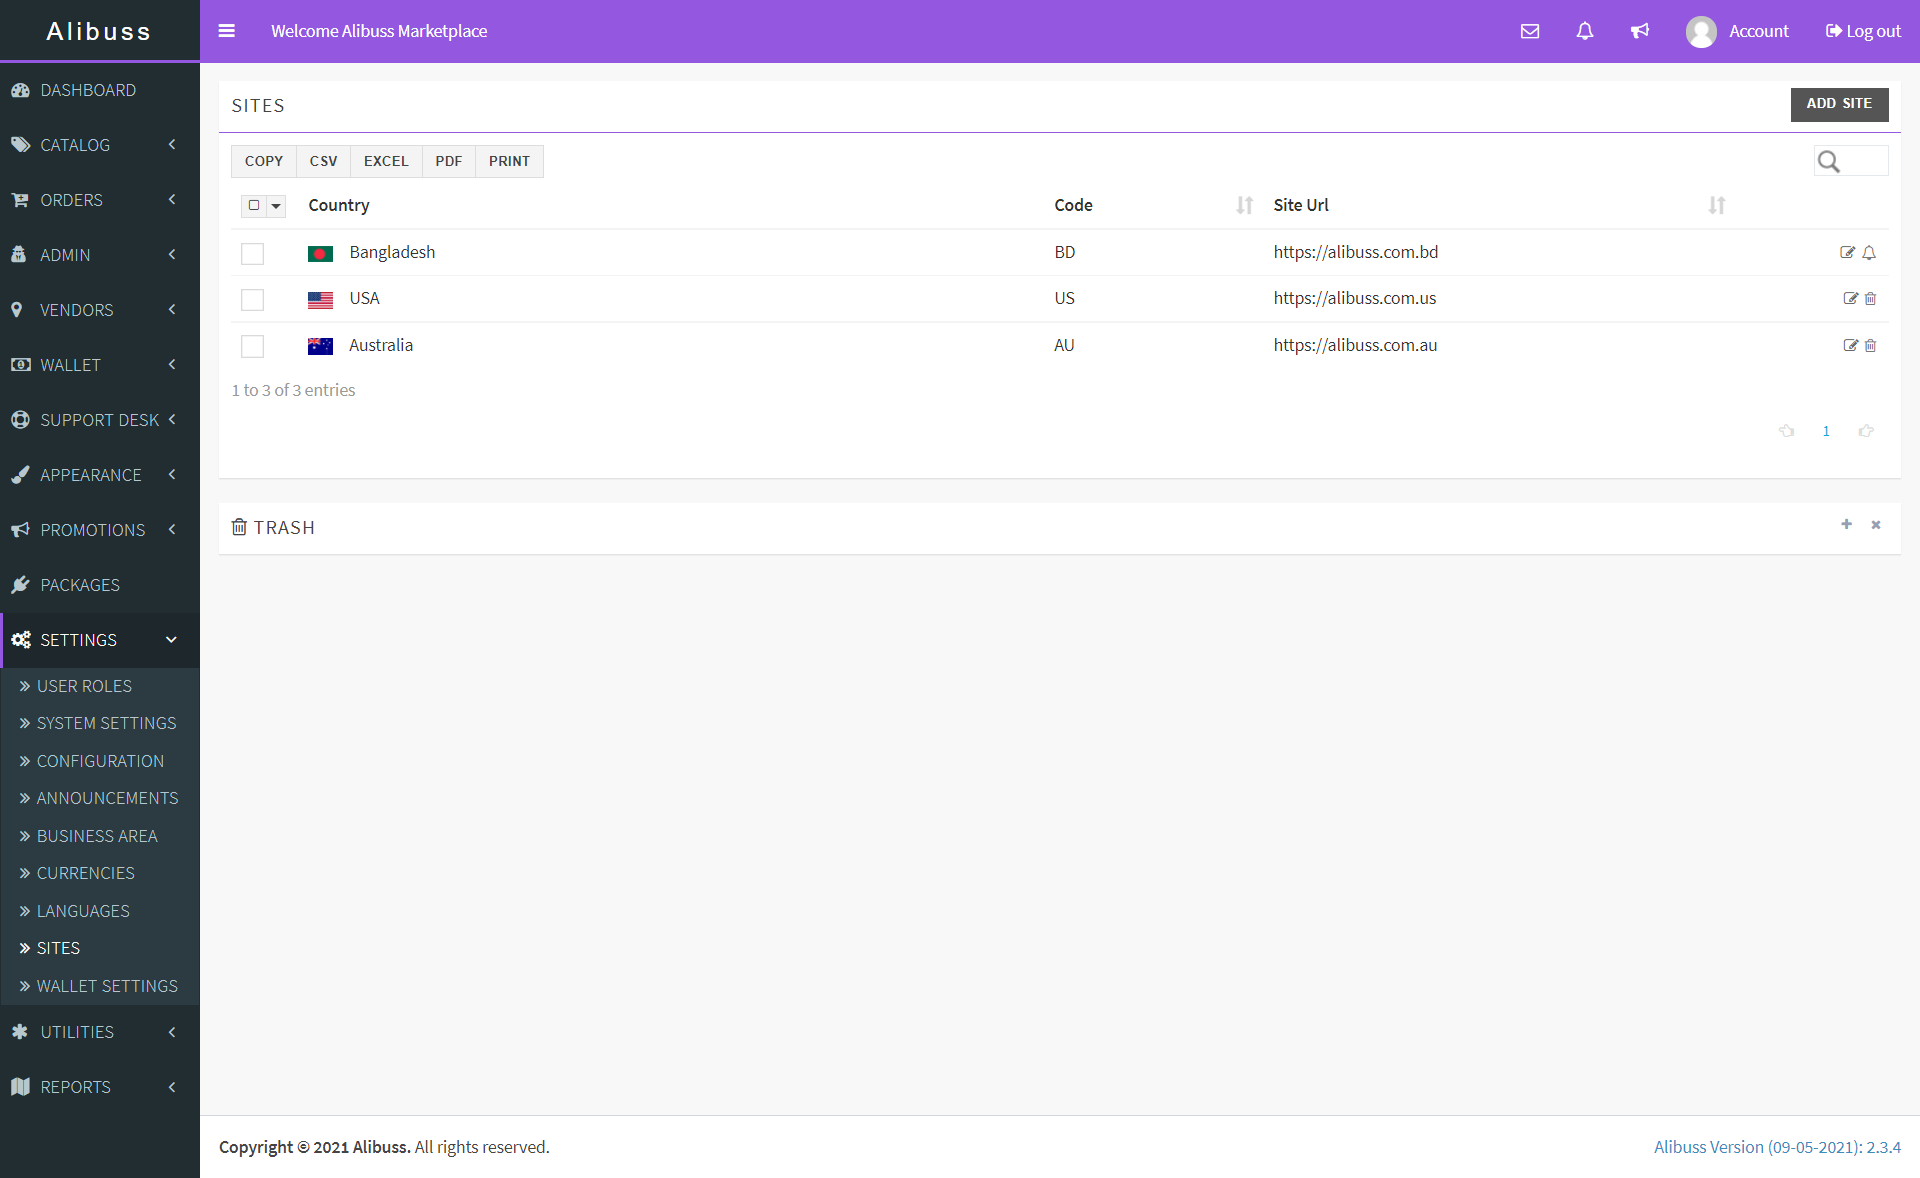 Alibuss
Welcome Alibuss Marketplace
Account
Log out
DASHBOARD
CATALOG
ORDERS
ADMIN
VENDORS
WALLET
SUPPORT DESK
APPEARANCE
PROMOTIONS
PACKAGES
SETTINGS
USER ROLES
SYSTEM SETTINGS
CONFIGURATION
ANNOUNCEMENTS
BUSINESS AREA
CURRENCIES
LANGUAGES
SITES
WALLET SETTINGS
UTILITIES
REPORTS
SITES
ADD SITE
COPY CSV EXCEL PDF PRINT
Country Code Site Url
Bangladesh BD https://alibuss.com.bd
USA US https://alibuss.com.us
Australia AU https://alibuss.com.au
1 to 3 of 3 entries
1
TRASH
Copyright © 2021 Alibuss. All rights reserved.
Alibuss Version (09-05-2021): 2.3.4